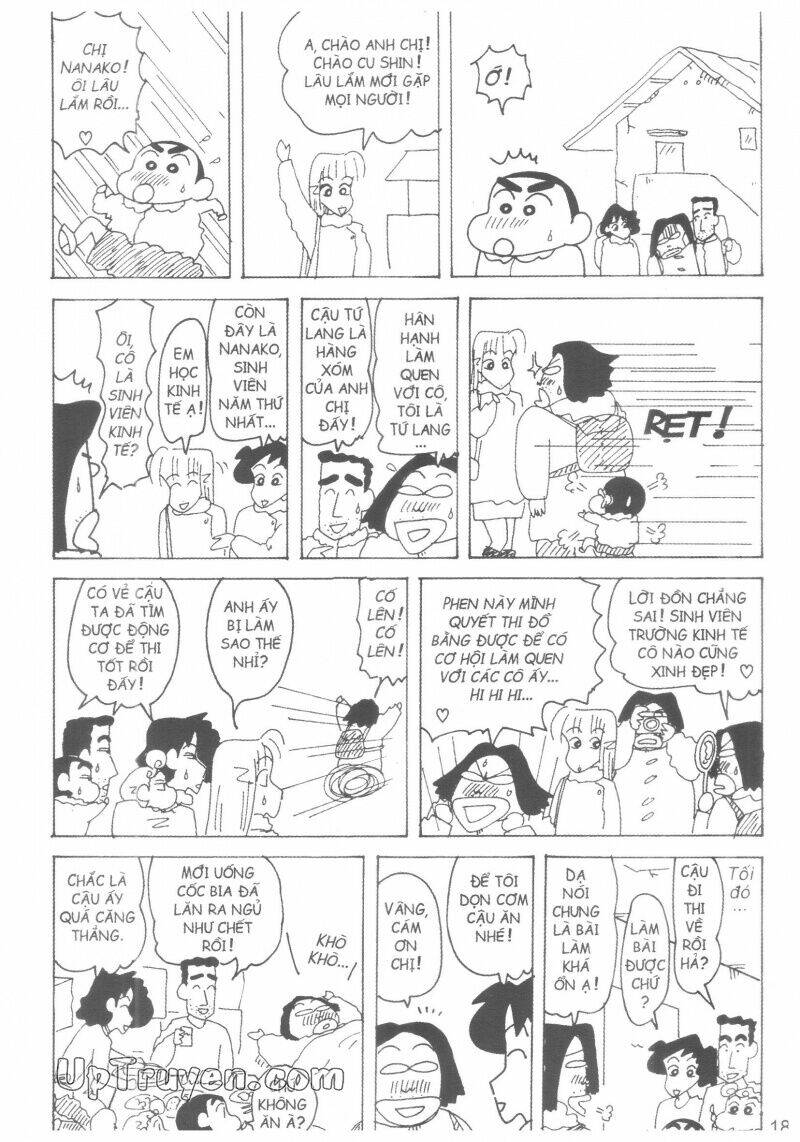 Ớ!
A, CHÀO ANH CHỊ!
CHÀO CU SHIN!
LÂU LẮM MỚI GẶP
MỌI NGƯỜI!
CHỊ
NANAKO!
ÔI LÂU
LẮM RỒI...
RẸT!
HÂN
HẠNH
LÀM
QUEN
VỚI CÔ,
TÔI LÀ
TỨ LANG
...
CẬU TỨ
LANG LÀ
HÀNG
XÓM
CỦA ANH
CHỊ
ĐẤY!
CÒN
ĐÂY LÀ
NANAKO,
SINH
VIÊN
NĂM THỨ
NHẤT...
EM
HỌC
KINH
TẾ Ạ!
ÔI,
CÔ
LÀ
SINH
VIÊN
KINH
TẾ?
LỜI ĐỒN CHẲNG
SAI! SINH VIÊN
TRƯỜNG KINH TẾ
CÔ NÀO CŨNG
XINH ĐẸP!
PHEN NÀY MÌNH
QUYẾT THI ĐỖ
BẰNG ĐƯỢC ĐỂ CÓ
CƠ HỘI LÀM QUEN
VỚI CÁC CÔ ẤY...
HI HI HI...
CỐ
LÊN!
CỐ
LÊN!
ANH ẤY
BỊ LÀM
SAO THẾ
NHỈ?
CÓ VẺ CẬU
TA ĐÃ TÌM
ĐƯỢC ĐỘNG
CƠ ĐỂ THI
TỐT RỒI
ĐẤY!
TỐI
ĐÓ
...
CẬU
ĐI THI
VỀ RỒI
HẢ?
LÀM
BÀI
ĐƯỢC
CHỨ
?
DẠ
NÓI
CHUNG
LÀ BÀI
LÀM
KHÁ
ỔN Ạ!
ĐỂ TÔI
DỌN CƠM
CẬU ĂN
NHÉ!
VÂNG,
CÁM
ƠN
CHỊ!
KHÒ
KHÒ...
MỚI UỐNG
CỐC BIA ĐÃ
LĂN RA NGỦ
NHƯ CHẾT
RỒI!
CHẮC LÀ
CẬU ẤY
QUÁ CĂNG
THẲNG.
KHÔNG
ĂN À?
UpTruyen.com
18